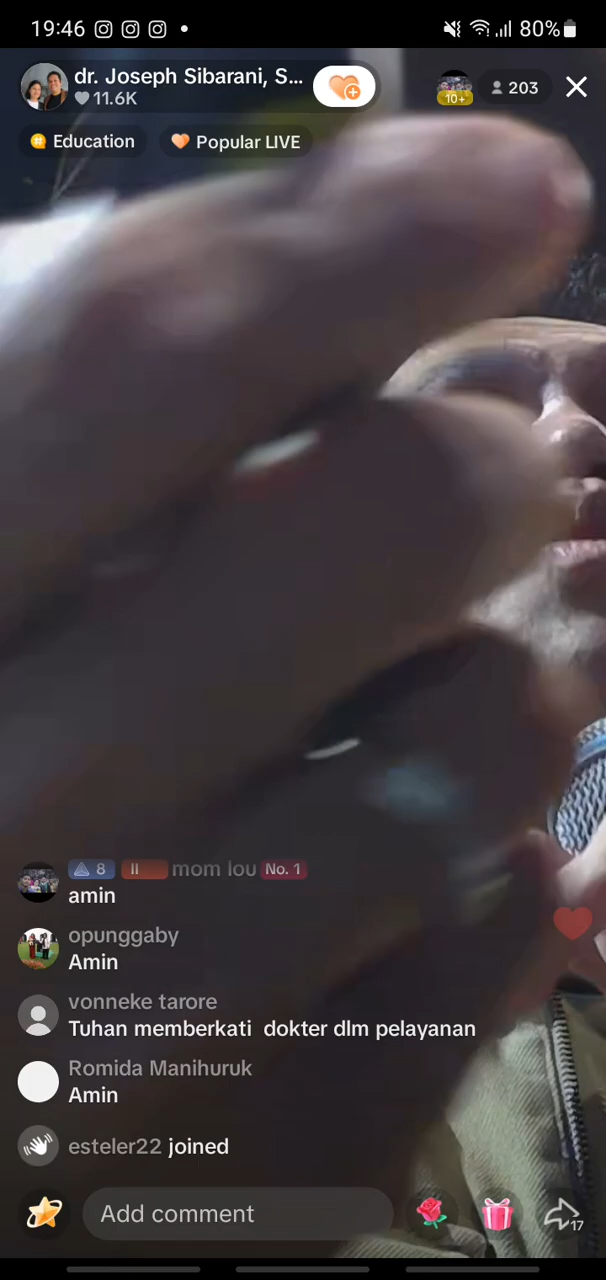 19:46
80%
dr. Joseph Sibarani, S...
11.6K
10+
203
Education
Popular LIVE
8 II mom lou No. 1
amin
opunggaby
Amin
vonneke tarore
Tuhan memberkati dokter dlm pelayanan
Romida Manihuruk
Amin
esteler22 joined
Add comment
17